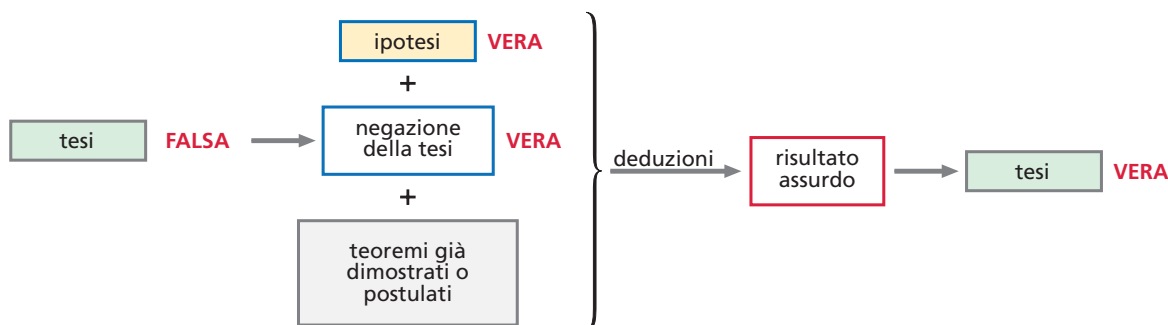 ipotesi VERA
+
tesi FALSA
negazione
della tesi VERA
+
teoremi già
dimostrati o
postulati
deduzioni
risultato
assurdo
tesi VERA